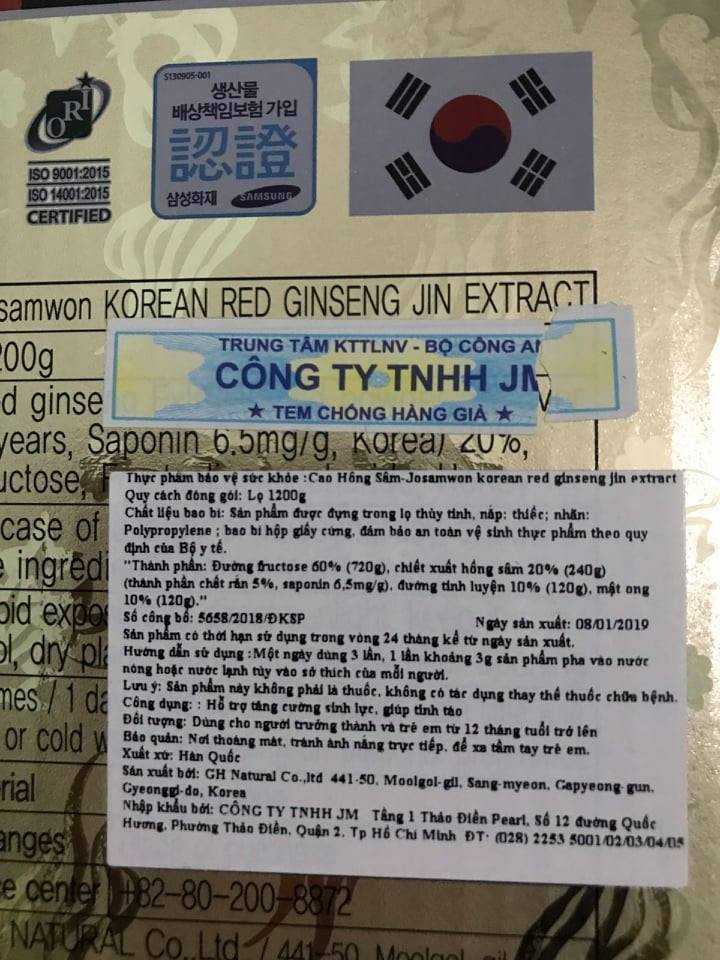 ORI
ISO 9001:2015
ISO 14001:2015
CERTIFIED
S130905-001
생산물
배상책임보험 가입
認證
삼성화재 SAMSUNG
samwon KOREAN RED GINSENG JIN EXTRACT
200g
TRUNG TÂM KTTLNV - BỘ CÔNG AN
CÔNG TY TNHH JM
★ TEM CHỐNG HÀNG GIẢ ★
d ginse
years, Saponin 6.5mg/g, Korea) 20%,
uctose,
case of
e ingredi
oid expo
ol, dry pla
mes / 1 da
or cold w
rial
anges
Thực phẩm bảo vệ sức khỏe :Cao Hồng Sâm-Josamwon korean red ginseng jin extract
Quy cách đóng gói: Lọ 1200g
Chất liệu bao bì: Sản phẩm được đựng trong lọ thủy tinh, nắp: thiếc; nhãn:
Polypropylene ; bao bì hộp giấy cứng, đảm bảo an toàn vệ sinh thực phẩm theo quy
định của Bộ y tế.
"Thành phần: Đường fructose 60% (720g), chiết xuất hồng sâm 20% (240g)
(thành phần chất rắn 5%, saponin 6,5mg/g), đường tinh luyện 10% (120g), mật ong
10% (120g)."
Số công bố: 5658/2018/ĐKSP Ngày sản xuất: 08/01/2019
Sản phẩm có thời hạn sử dụng trong vòng 24 tháng kể từ ngày sản xuất.
Hướng dẫn sử dụng :Một ngày dùng 3 lần, 1 lần khoảng 3g sản phẩm pha vào nước
nóng hoặc nước lạnh tùy vào sở thích của mỗi người.
Lưu ý: Sản phẩm này không phải là thuốc, không có tác dụng thay thế thuốc chữa bệnh.
Công dụng: : Hỗ trợ tăng cường sinh lực, giúp tỉnh táo
Đối tượng: Dùng cho người trưởng thành và trẻ em từ 12 tháng tuổi trở lên
Bảo quản: Nơi thoáng mát, tránh ánh nắng trực tiếp, để xa tầm tay trẻ em.
Xuất xứ: Hàn Quốc
Sản xuất bởi: GH Natural Co.,ltd 441-50, Moolgol-gil, Sang-myeon, Gapyeong-gun,
Gyeonggi-do, Korea
Nhập khẩu bởi: CÔNG TY TNHH JM Tầng 1 Thảo Điền Pearl, Số 12 đường Quốc
Hương, Phường Thảo Điền, Quận 2, Tp Hồ Chí Minh ĐT: (028) 2253 5001/02/03/04/05
ce center +82-80-200-8872
NATURAL Co.,Ltd / 441-50, Moolgol-gil